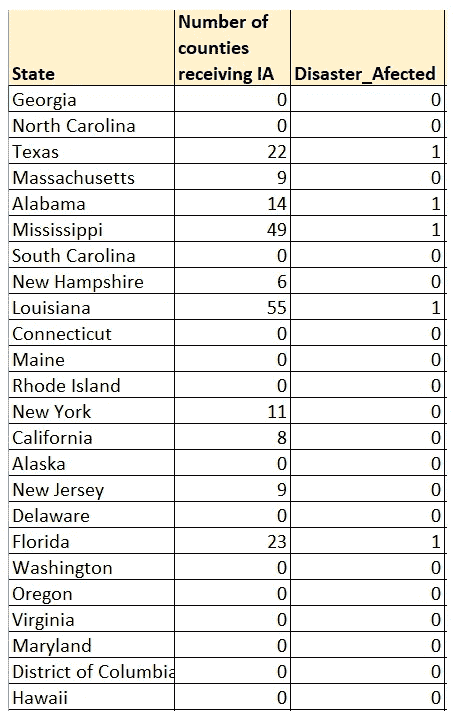 State Number of counties receiving IA Disaster_Afected
Georgia 0 0
North Carolina 0 0
Texas 22 1
Massachusetts 9 0
Alabama 14 1
Mississippi 49 1
South Carolina 0 0
New Hampshire 6 0
Louisiana 55 1
Connecticut 0 0
Maine 0 0
Rhode Island 0 0
New York 11 0
California 8 0
Alaska 0 0
New Jersey 9 0
Delaware 0 0
Florida 23 1
Washington 0 0
Oregon 0 0
Virginia 0 0
Maryland 0 0
District of Columbia 0 0
Hawaii 0 0